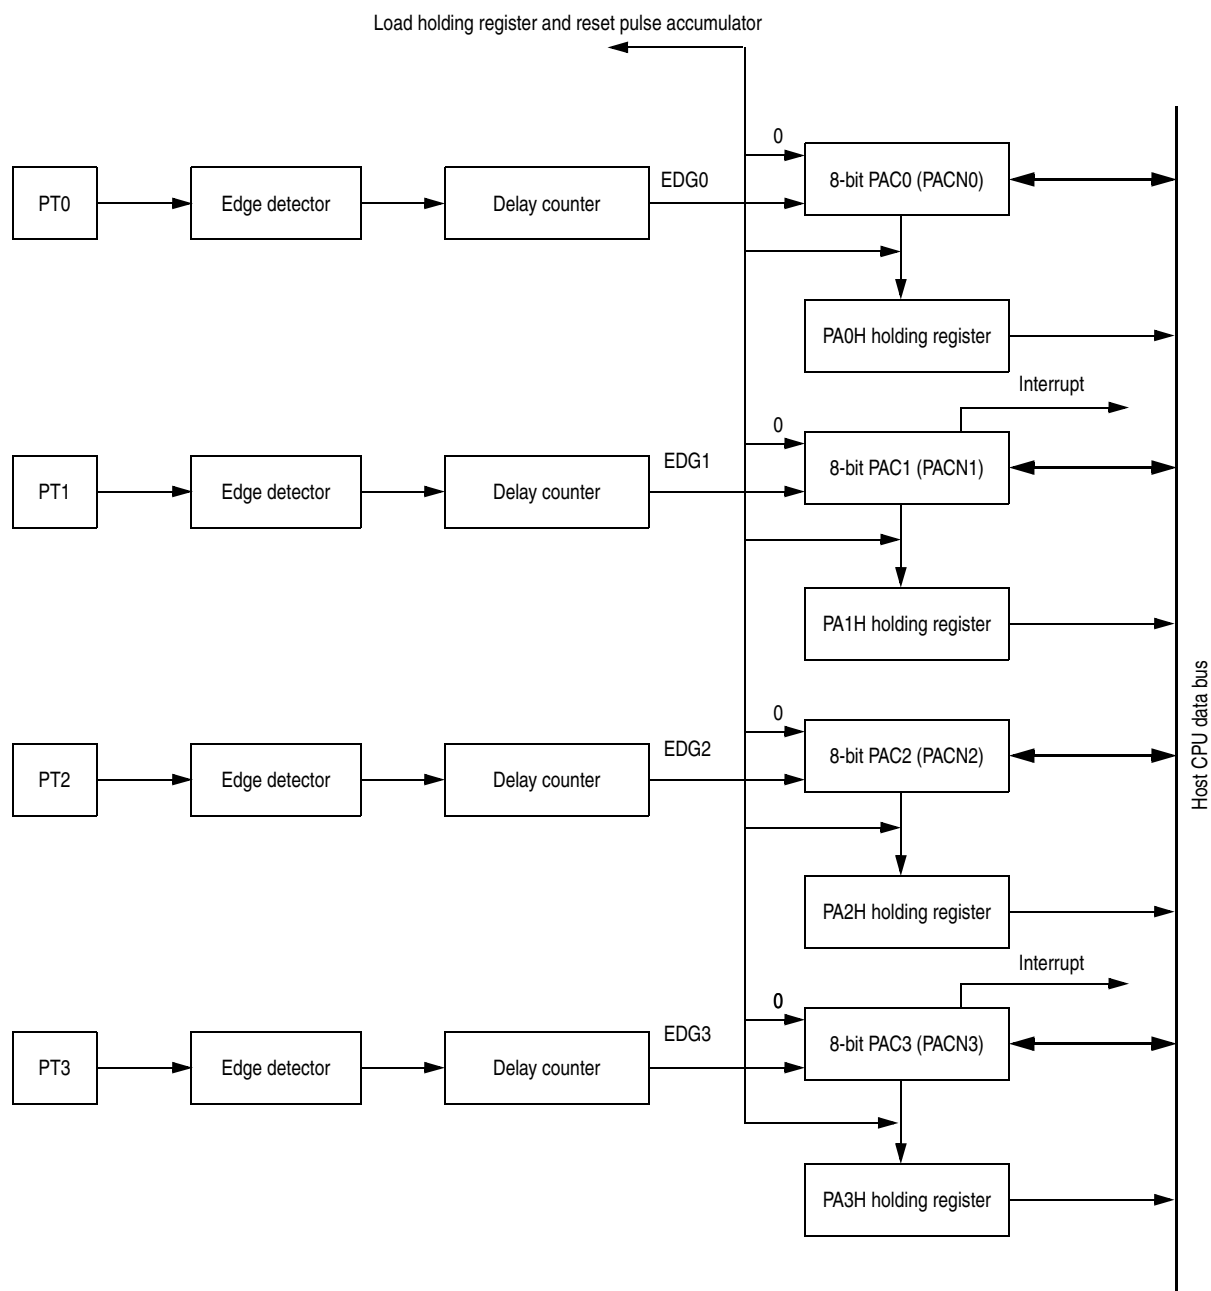 Load holding register and reset pulse accumulator
0
EDG0
8-bit PAC0 (PACN0)
PT0
Edge detector
Delay counter
PA0H holding register
Interrupt
0
EDG1
8-bit PAC1 (PACN1)
PT1
Edge detector
Delay counter
PA1H holding register
Host CPU data bus
0
EDG2
8-bit PAC2 (PACN2)
PT2
Edge detector
Delay counter
PA2H holding register
Interrupt
0
EDG3
8-bit PAC3 (PACN3)
PT3
Edge detector
Delay counter
PA3H holding register